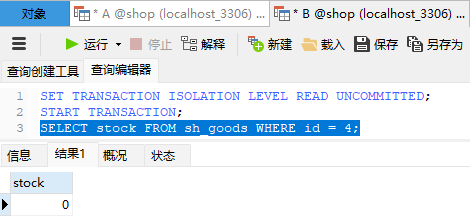 对象 * A @shop (localhost_3306) ... * B @shop (localhost_3306) ...
运行 停止 解释 新建 载入 保存 另存为
查询创建工具 查询编辑器
1 SET TRANSACTION ISOLATION LEVEL READ UNCOMMITTED;
2 START TRANSACTION;
3 SELECT stock FROM sh_goods WHERE id = 4;
信息 结果1 概况 状态
stock
0